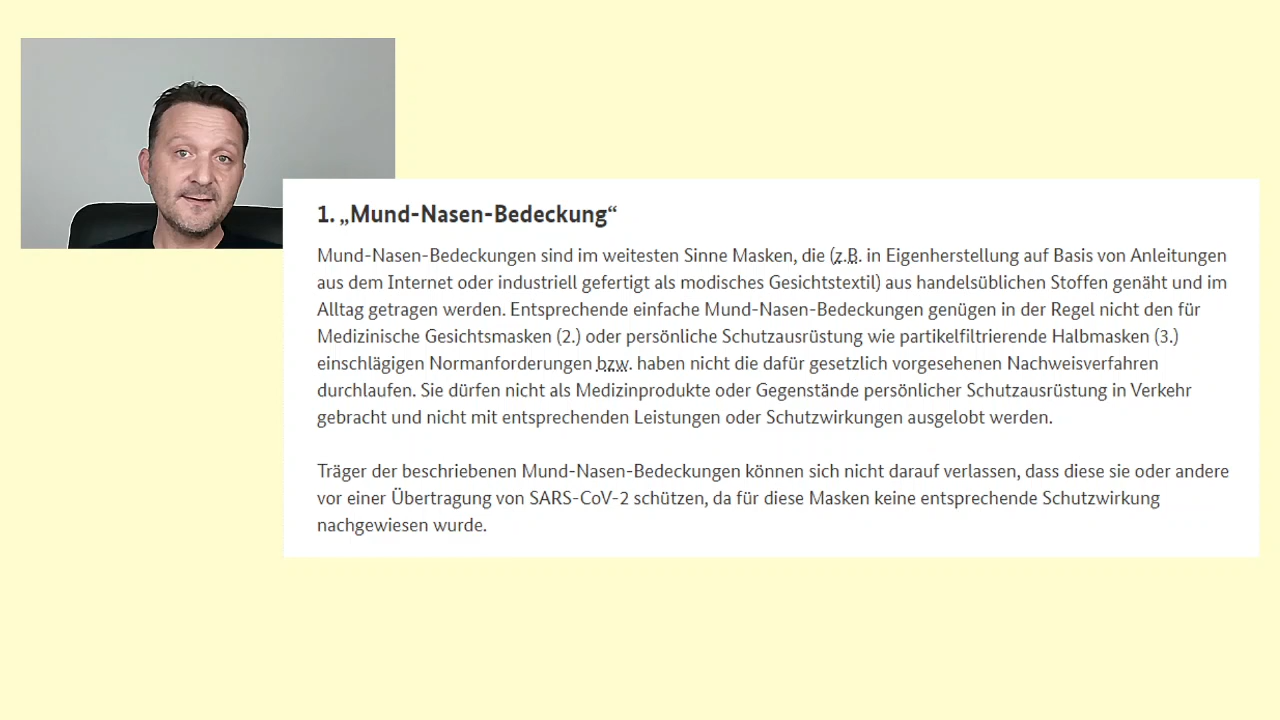 1. „Mund-Nasen-Bedeckung“
Mund-Nasen-Bedeckungen sind im weitesten Sinne Masken, die (z.B. in Eigenherstellung auf Basis von Anleitungen
aus dem Internet oder industriell gefertigt als modisches Gesichtstextil) aus handelsüblichen Stoffen genäht und im
Alltag getragen werden. Entsprechende einfache Mund-Nasen-Bedeckungen genügen in der Regel nicht den für
Medizinische Gesichtsmasken (2.) oder persönliche Schutzausrüstung wie partikelfiltrierende Halbmasken (3.)
einschlägigen Normanforderungen bzw. haben nicht die dafür gesetzlich vorgesehenen Nachweisverfahren
durchlaufen. Sie dürfen nicht als Medizinprodukte oder Gegenstände persönlicher Schutzausrüstung in Verkehr
gebracht und nicht mit entsprechenden Leistungen oder Schutzwirkungen ausgelobt werden.
Träger der beschriebenen Mund-Nasen-Bedeckungen können sich nicht darauf verlassen, dass diese sie oder andere
vor einer Übertragung von SARS-CoV-2 schützen, da für diese Masken keine entsprechende Schutzwirkung
nachgewiesen wurde.